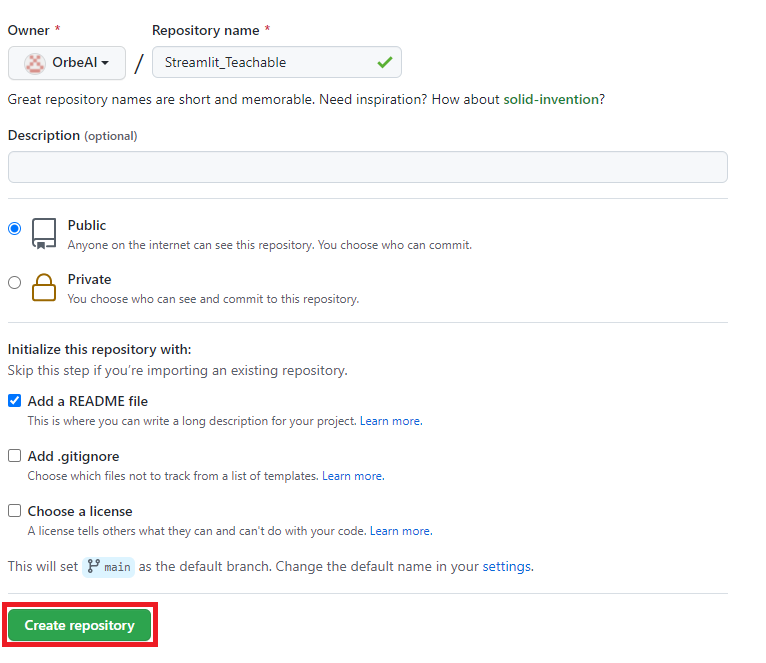 Owner * Repository name *
OrbeAI / Streamlit_Teachable
Great repository names are short and memorable. Need inspiration? How about solid-invention?
Description (optional)
Public
Anyone on the internet can see this repository. You choose who can commit.
Private
You choose who can see and commit to this repository.
Initialize this repository with:
Skip this step if you're importing an existing repository.
Add a README file
This is where you can write a long description for your project. Learn more.
Add .gitignore
Choose which files not to track from a list of templates. Learn more.
Choose a license
A license tells others what they can and can't do with your code. Learn more.
This will set main as the default branch. Change the default name in your settings.
Create repository